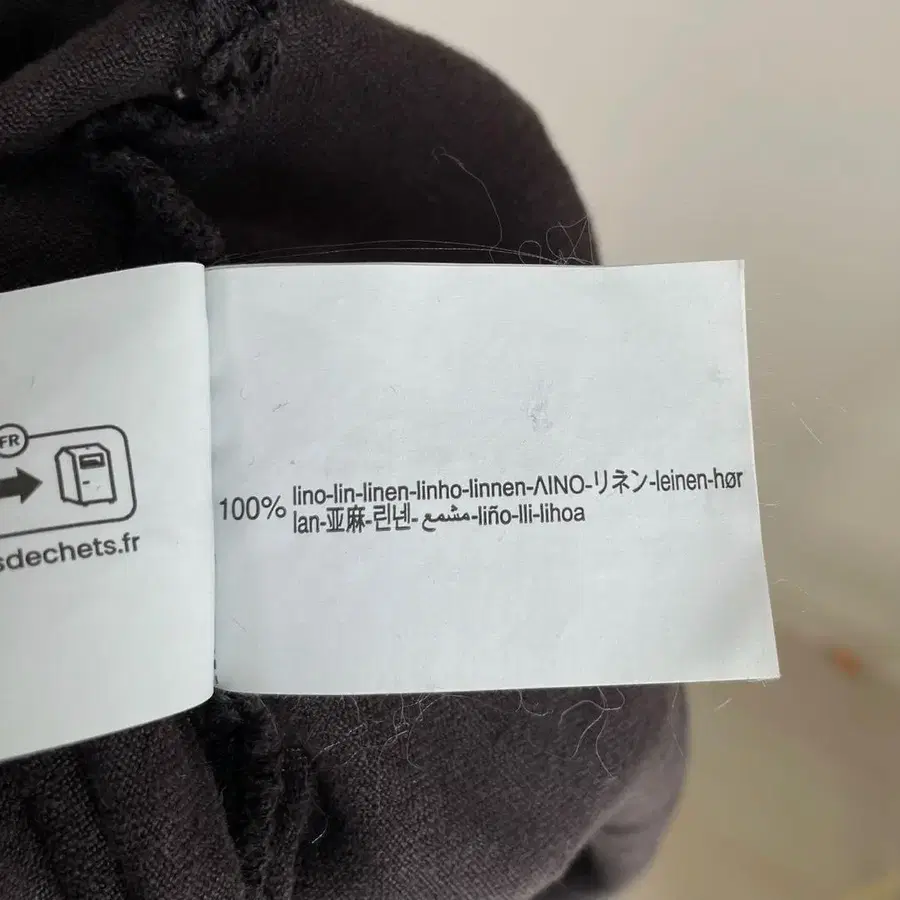 FR
sdechets.fr
100%
lino-lin-linen-linho-linnen-ΛINO-リネン-leinen-hør
lan-亚麻-린넨-مشمع-liño-lli-lihoa